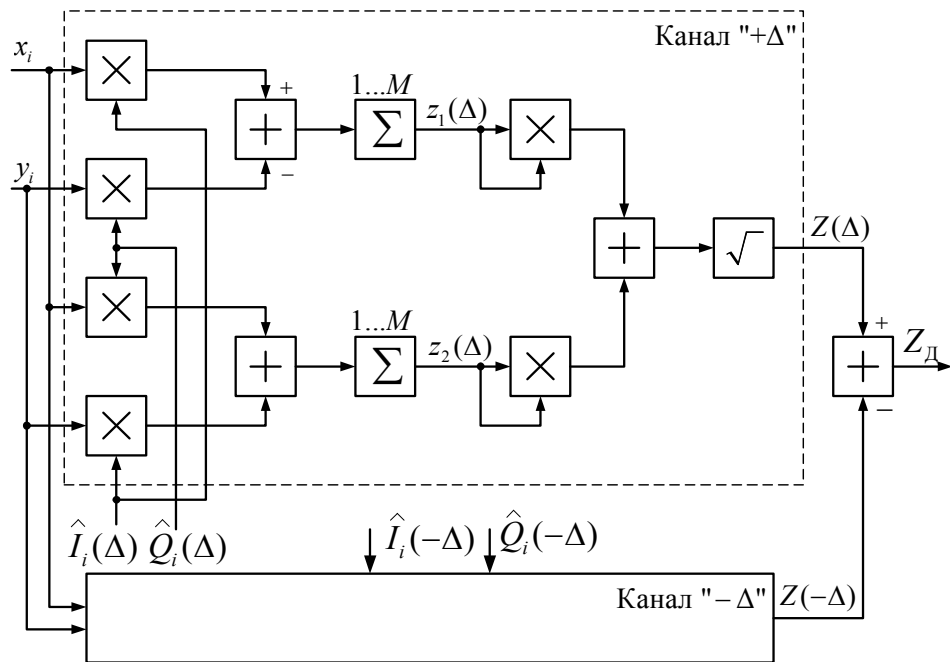 Канал "+Δ"
x_i
1...M
+
z_1(Δ)
×
+
∑
×
y_i
−
×
Z(Δ)
+
√
×
1...M
+
z_2(Δ)
Z_Д
+
∑
×
+
×
−
Î_i(Δ) Q̂_i(Δ)
Î_i(−Δ) Q̂_i(−Δ)
Канал "−Δ"
Z(−Δ)